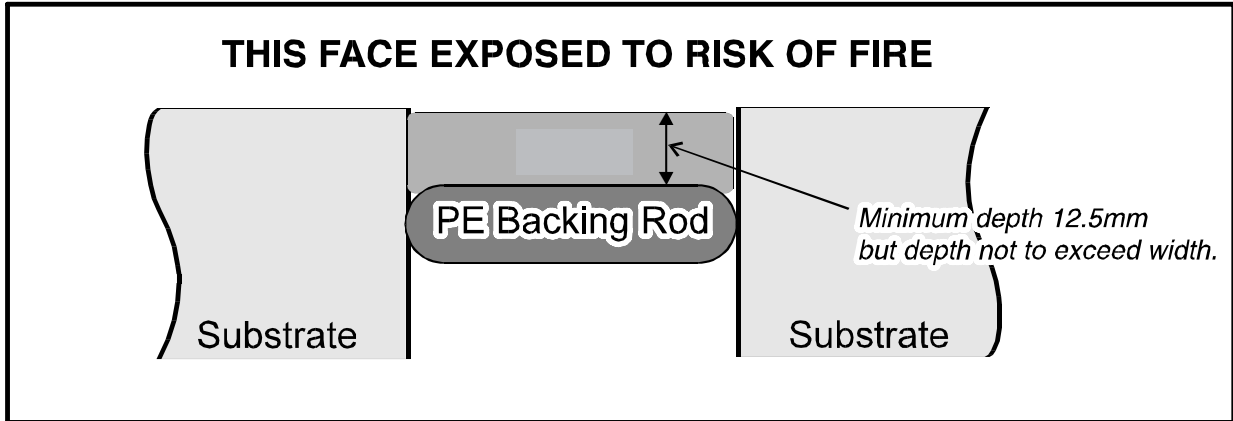 THIS FACE EXPOSED TO RISK OF FIRE
PE Backing Rod
Minimum depth 12.5mm
but depth not to exceed width.
Substrate
Substrate